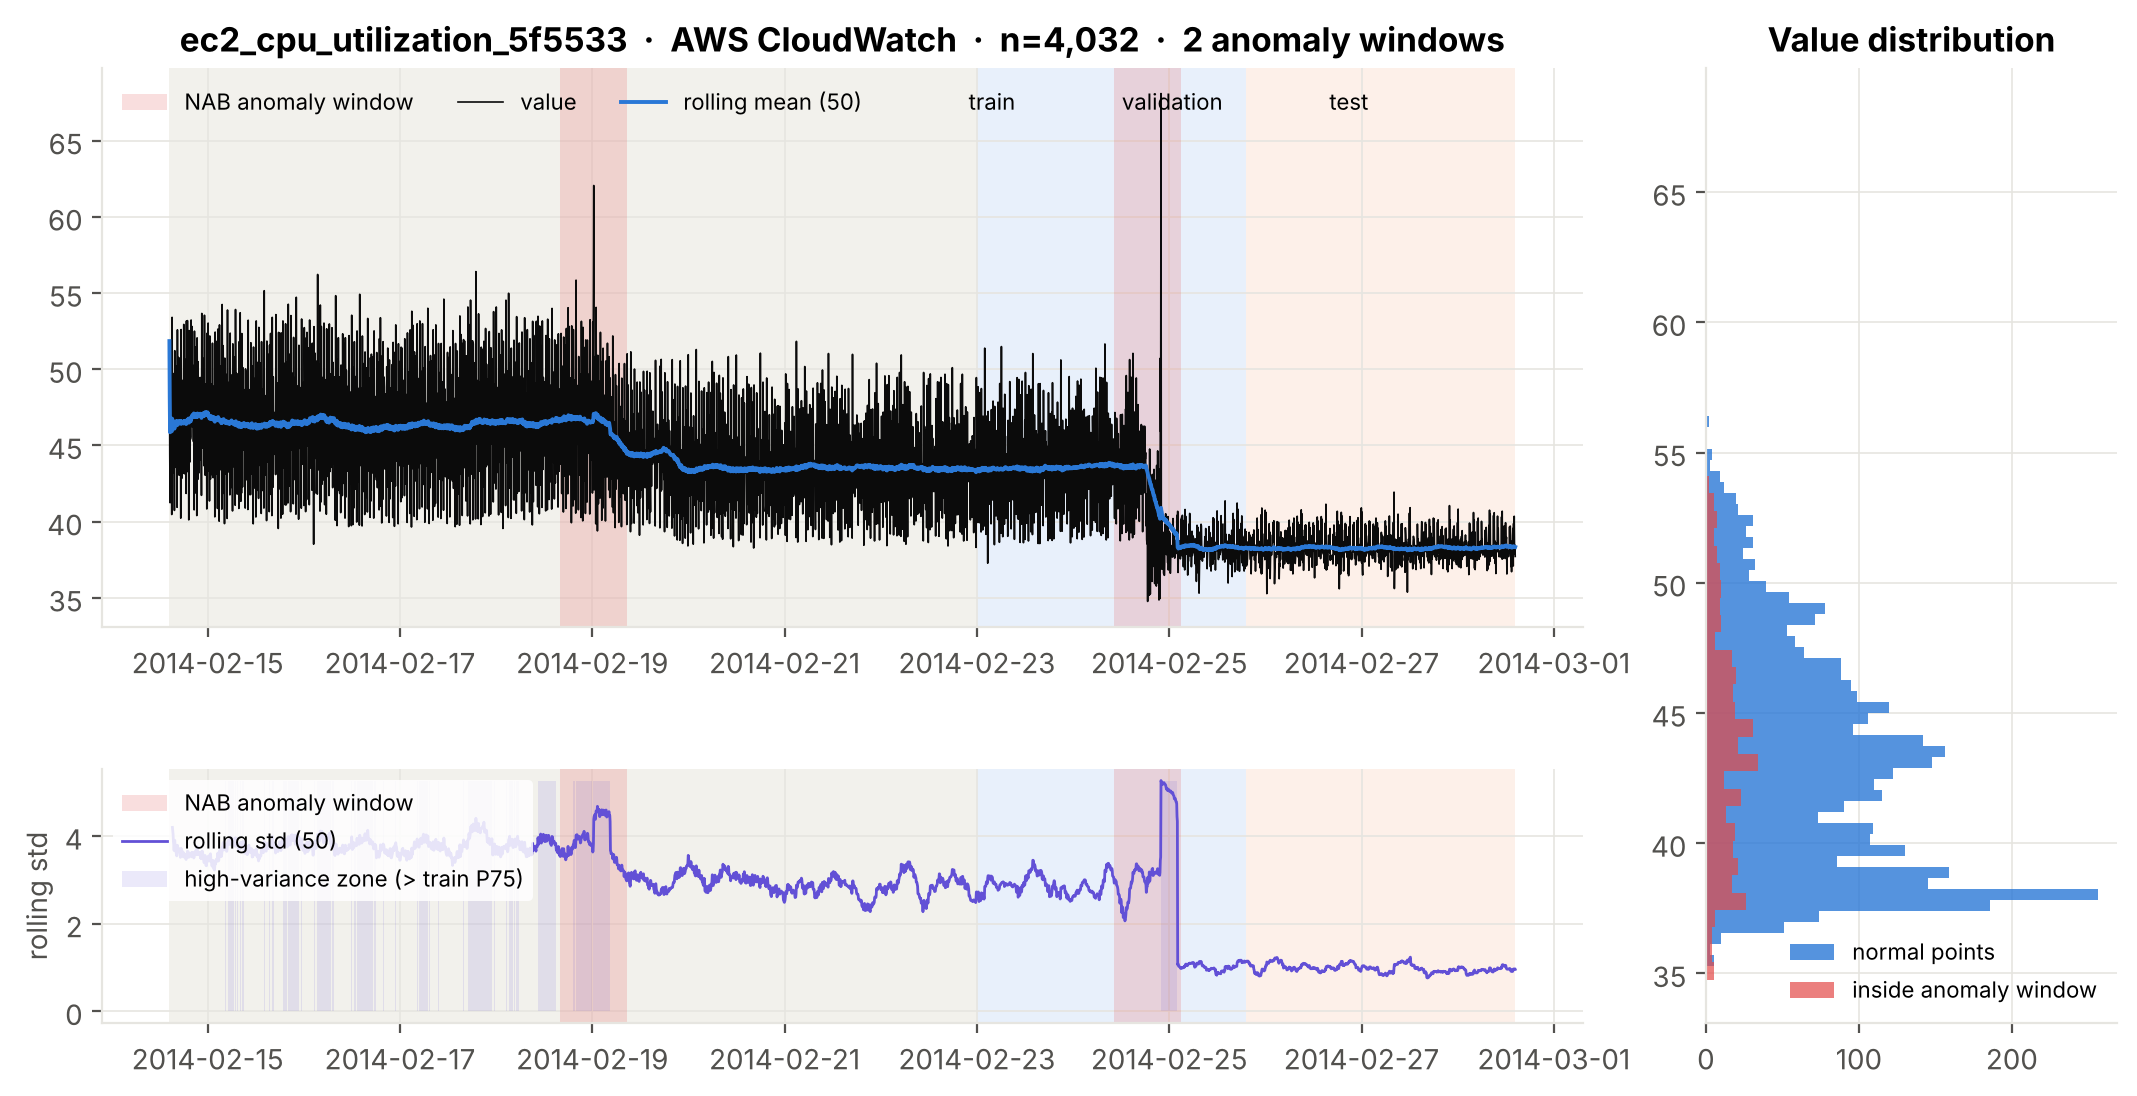 ec2_cpu_utilization_5f5533 · AWS CloudWatch · n=4,032 · 2 anomaly windows
NAB anomaly window
value
rolling mean (50)
train
validation
test
65
60
55
50
45
40
35
2014-02-15
2014-02-17
2014-02-19
2014-02-21
2014-02-23
2014-02-25
2014-02-27
2014-03-01
rolling std
NAB anomaly window
rolling std (50)
high-variance zone (> train P75)
4
2
0
2014-02-15
2014-02-17
2014-02-19
2014-02-21
2014-02-23
2014-02-25
2014-02-27
2014-03-01
Value distribution
65
60
55
50
45
40
35
normal points
inside anomaly window
0
100
200